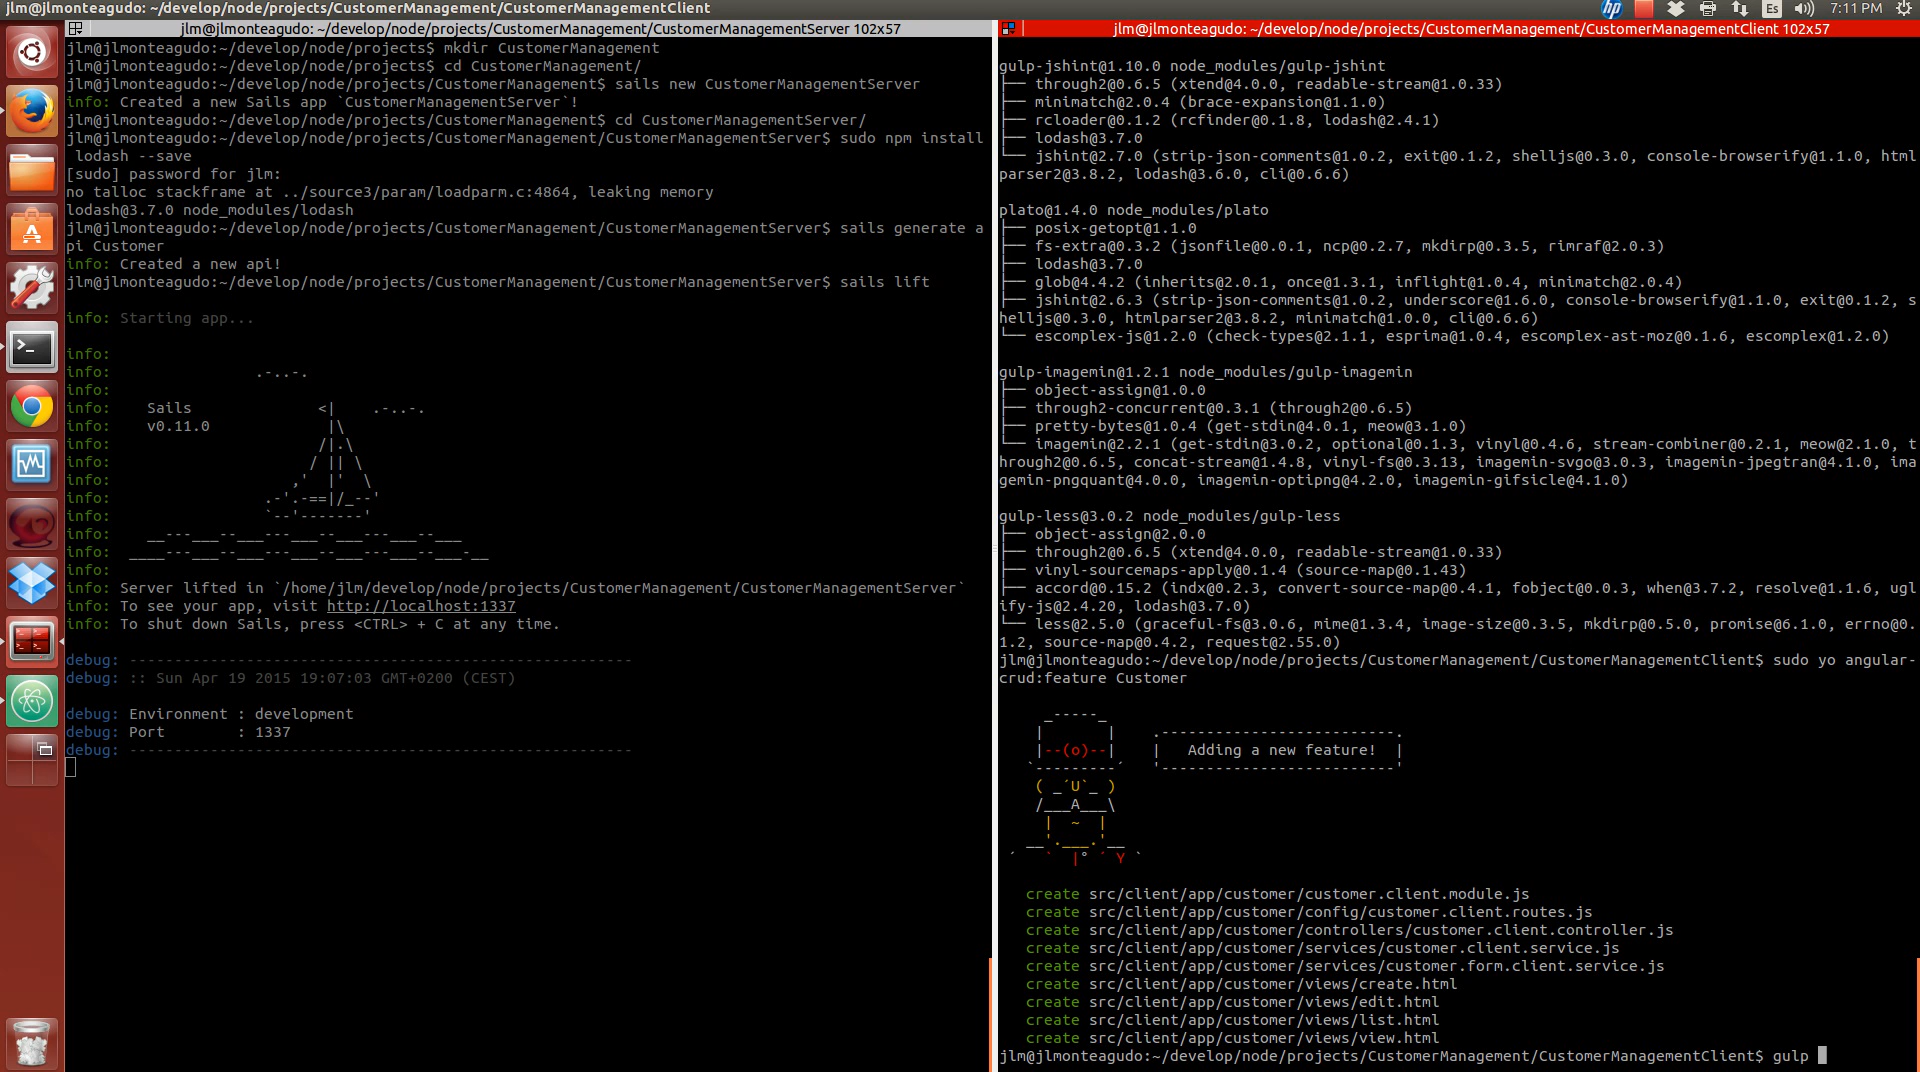 jlm@jlmonteagudo: ~/develop/node/projects/CustomerManagement/CustomerManagementClient
Es
7:11 PM
jlm@jlmonteagudo: ~/develop/node/projects/CustomerManagement/CustomerManagementServer 102x57
jlm@jlmonteagudo:~/develop/node/projects$ mkdir CustomerManagement
jlm@jlmonteagudo:~/develop/node/projects$ cd CustomerManagement/
jlm@jlmonteagudo:~/develop/node/projects/CustomerManagement$ sails new CustomerManagementServer
info: Created a new Sails app `CustomerManagementServer`!
jlm@jlmonteagudo:~/develop/node/projects/CustomerManagement$ cd CustomerManagementServer/
jlm@jlmonteagudo:~/develop/node/projects/CustomerManagement/CustomerManagementServer$ sudo npm install
 lodash --save
[sudo] password for jlm:
no talloc stackframe at ../source3/param/loadparm.c:4864, leaking memory
lodash@3.7.0 node_modules/lodash
jlm@jlmonteagudo:~/develop/node/projects/CustomerManagement/CustomerManagementServer$ sails generate a
pi Customer
info: Created a new api!
jlm@jlmonteagudo:~/develop/node/projects/CustomerManagement/CustomerManagementServer$ sails lift
info: Starting app...
info:
info:                .-..-.
info:
info:    Sails              <|    .-..-.
info:    v0.11.0             |\
info:                       /|.\
info:                      / || \
info:                    ,'  |'  \
info:                 .-'.-==|/_--'
info:                 `--'-------'
info:    __---___--___---___--___---___--___
info:  ____---___--___---___--___---___--___-__
info:
info: Server lifted in `/home/jlm/develop/node/projects/CustomerManagement/CustomerManagementServer`
info: To see your app, visit http://localhost:1337
info: To shut down Sails, press <CTRL> + C at any time.
debug: --------------------------------------------------------
debug: :: Sun Apr 19 2015 19:07:03 GMT+0200 (CEST)
debug: Environment : development
debug: Port        : 1337
debug: --------------------------------------------------------
jlm@jlmonteagudo: ~/develop/node/projects/CustomerManagement/CustomerManagementClient 102x57
gulp-jshint@1.10.0 node_modules/gulp-jshint
├── through2@0.6.5 (xtend@4.0.0, readable-stream@1.0.33)
├── minimatch@2.0.4 (brace-expansion@1.1.0)
├── rcloader@0.1.2 (rcfinder@0.1.8, lodash@2.4.1)
├── lodash@3.7.0
└── jshint@2.7.0 (strip-json-comments@1.0.2, exit@0.1.2, shelljs@0.3.0, console-browserify@1.1.0, html
parser2@3.8.2, lodash@3.6.0, cli@0.6.6)
plato@1.4.0 node_modules/plato
├── posix-getopt@1.1.0
├── fs-extra@0.3.2 (jsonfile@0.0.1, ncp@0.2.7, mkdirp@0.3.5, rimraf@2.0.3)
├── lodash@3.7.0
├── glob@4.4.2 (inherits@2.0.1, once@1.3.1, inflight@1.0.4, minimatch@2.0.4)
├── jshint@2.6.3 (strip-json-comments@1.0.2, underscore@1.6.0, console-browserify@1.1.0, exit@0.1.2, s
helljs@0.3.0, htmlparser2@3.8.2, minimatch@1.0.0, cli@0.6.6)
└── escomplex-js@1.2.0 (check-types@2.1.1, esprima@1.0.4, escomplex-ast-moz@0.1.6, escomplex@1.2.0)
gulp-imagemin@1.2.1 node_modules/gulp-imagemin
├── object-assign@1.0.0
├── through2-concurrent@0.3.1 (through2@0.6.5)
├── pretty-bytes@1.0.4 (get-stdin@4.0.1, meow@3.1.0)
└── imagemin@2.2.1 (get-stdin@3.0.2, optional@0.1.3, vinyl@0.4.6, stream-combiner@0.2.1, meow@2.1.0, t
hrough2@0.6.5, concat-stream@1.4.8, vinyl-fs@0.3.13, imagemin-svgo@3.0.3, imagemin-jpegtran@4.1.0, ima
gemin-pngquant@4.0.0, imagemin-optipng@4.2.0, imagemin-gifsicle@4.1.0)
gulp-less@3.0.2 node_modules/gulp-less
├── object-assign@2.0.0
├── through2@0.6.5 (xtend@4.0.0, readable-stream@1.0.33)
├── vinyl-sourcemaps-apply@0.1.4 (source-map@0.1.43)
├── accord@0.15.2 (indx@0.2.3, convert-source-map@0.4.1, fobject@0.0.3, when@3.7.2, resolve@1.1.6, ugl
ify-js@2.4.20, lodash@3.7.0)
└── less@2.5.0 (graceful-fs@3.0.6, mime@1.3.4, image-size@0.3.5, mkdirp@0.5.0, promise@6.1.0, errno@0.
1.2, source-map@0.4.2, request@2.55.0)
jlm@jlmonteagudo:~/develop/node/projects/CustomerManagement/CustomerManagementClient$ sudo yo angular-
crud:feature Customer
     _-----_
    |       |    .--------------------------.
    |--(o)--|    |   Adding a new feature!  |
   `---------´   '--------------------------'
    ( _´U`_ )
    /___A___\
     |  ~  |
   __'.___.'__
 ´   `  |° ´ Y `
   create src/client/app/customer/customer.client.module.js
   create src/client/app/customer/config/customer.client.routes.js
   create src/client/app/customer/controllers/customer.client.controller.js
   create src/client/app/customer/services/customer.client.service.js
   create src/client/app/customer/services/customer.form.client.service.js
   create src/client/app/customer/views/create.html
   create src/client/app/customer/views/edit.html
   create src/client/app/customer/views/list.html
   create src/client/app/customer/views/view.html
jlm@jlmonteagudo:~/develop/node/projects/CustomerManagement/CustomerManagementClient$ gulp